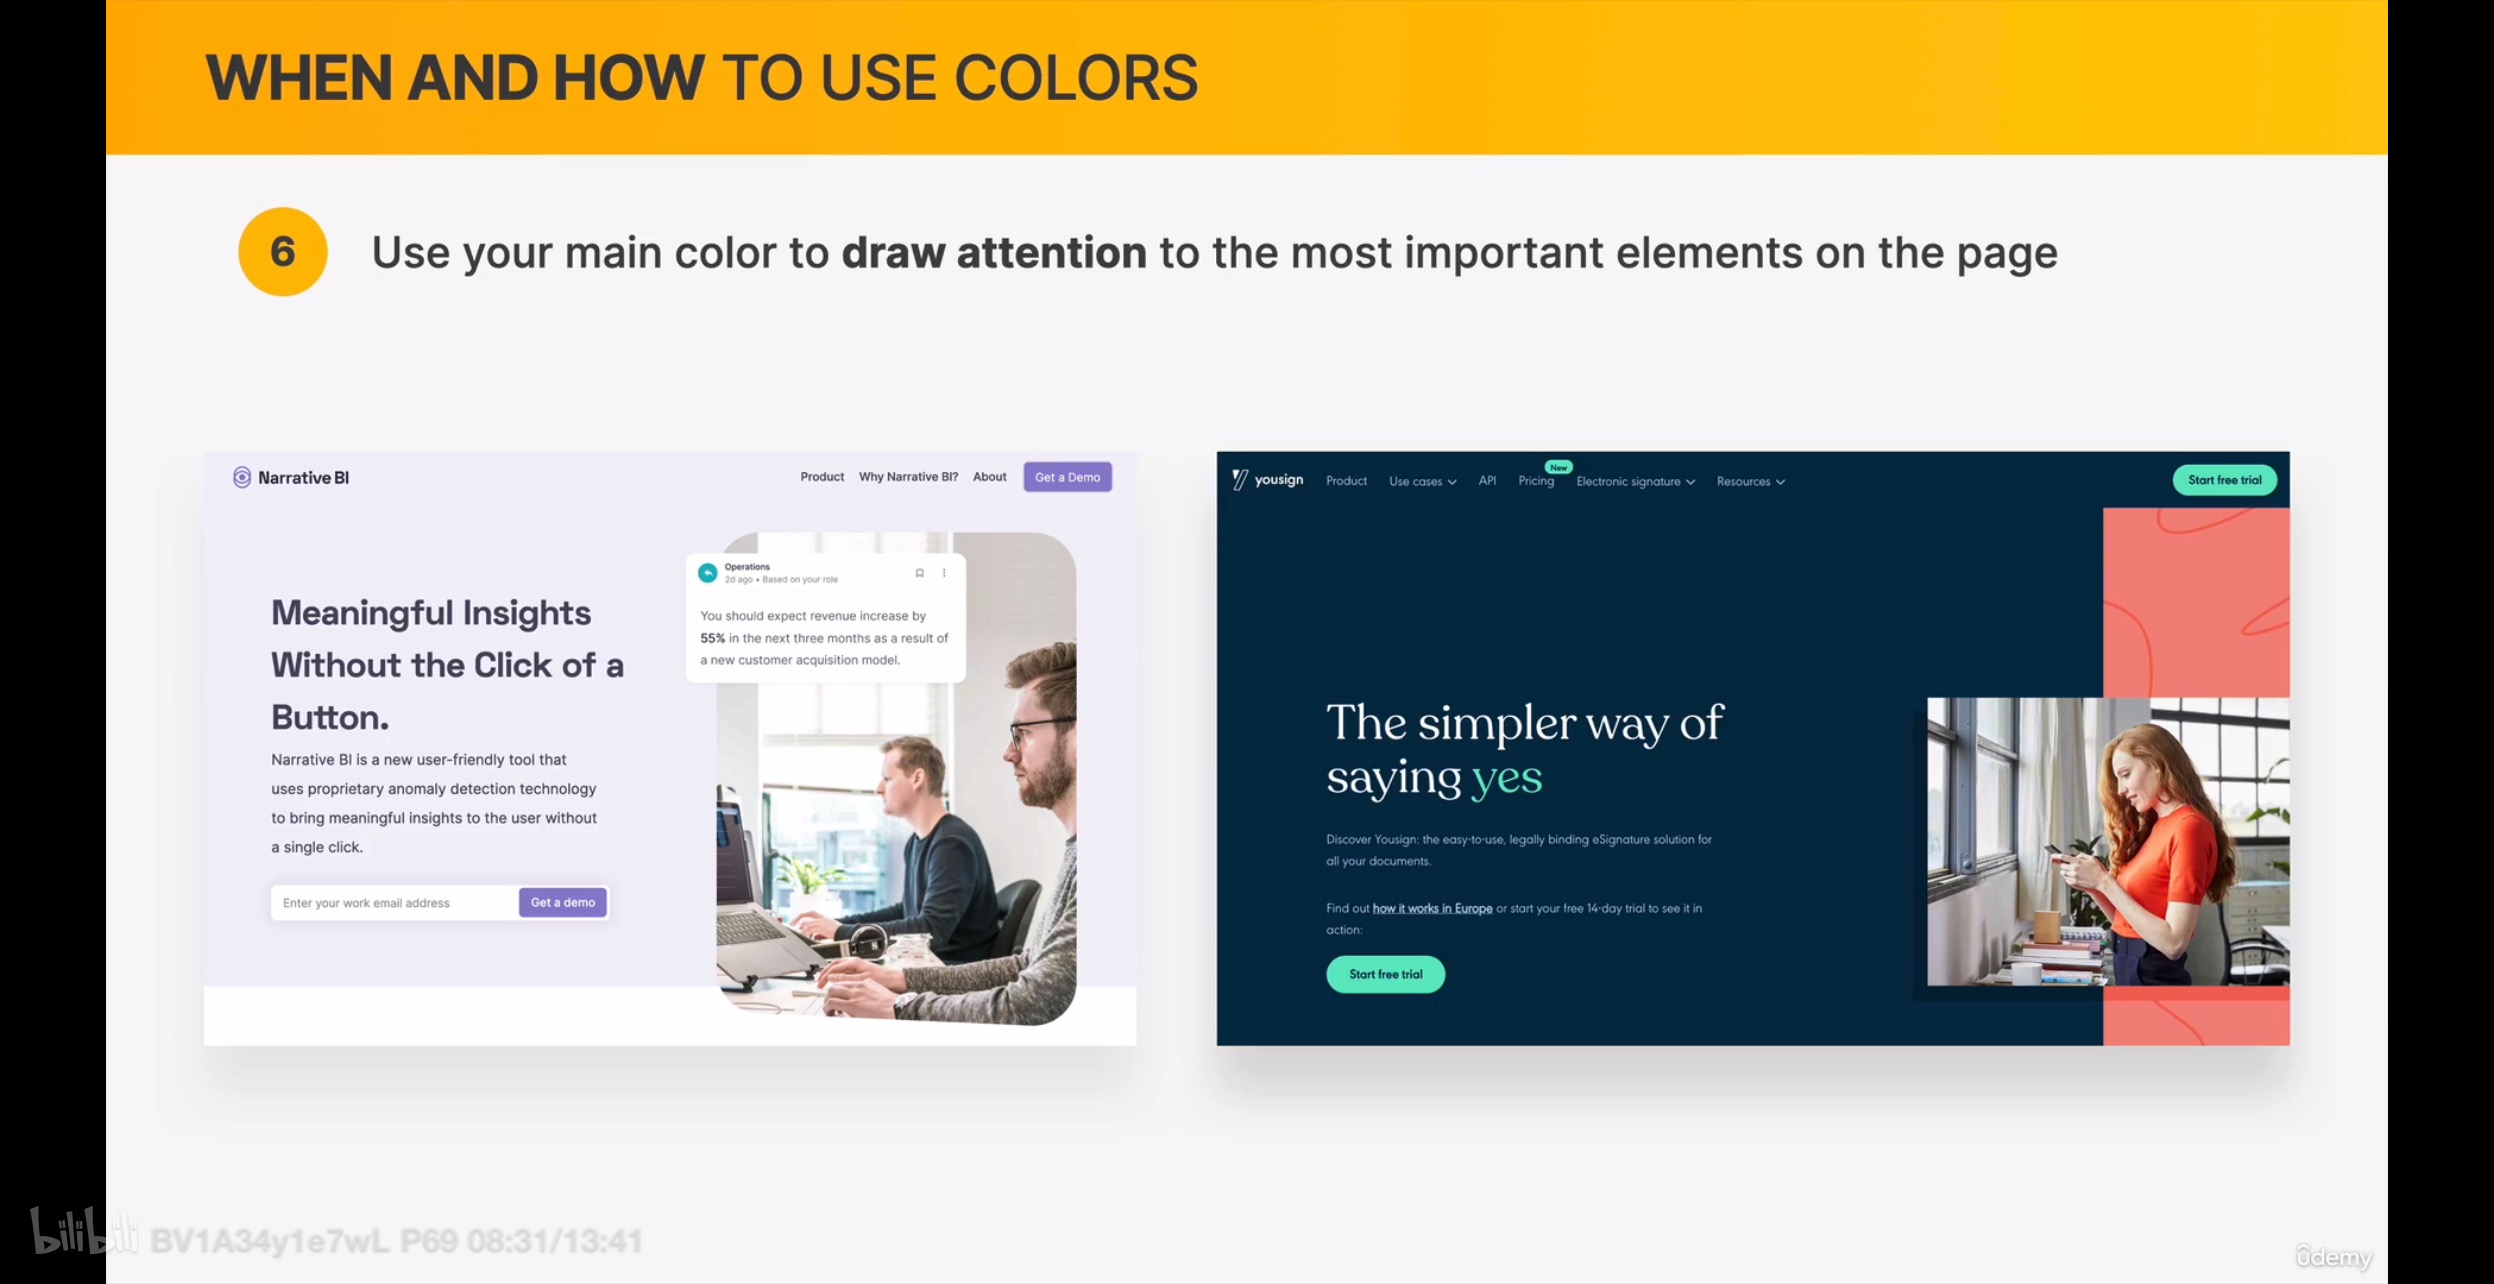 WHEN AND HOW TO USE COLORS
6
Use your main color to draw attention to the most important elements on the page
Narrative BI
Product Why Narrative BI? About Get a Demo
Operations
2d ago • Based on your role
You should expect revenue increase by
55% in the next three months as a result of
a new customer acquisition model.
Meaningful Insights
Without the Click of a
Button.
Narrative BI is a new user-friendly tool that
uses proprietary anomaly detection technology
to bring meaningful insights to the user without
a single click.
Enter your work email address Get a demo
yousign Product Use cases API Pricing New Electronic signature Resources Start free trial
The simpler way of
saying yes
Discover Yousign: the easy-to-use, legally binding eSignature solution for
all your documents.
Find out how it works in Europe or start your free 14-day trial to see it in
action:
Start free trial
bilibili BV1A34y1e7wL P69 08:31/13:41
ûdemy